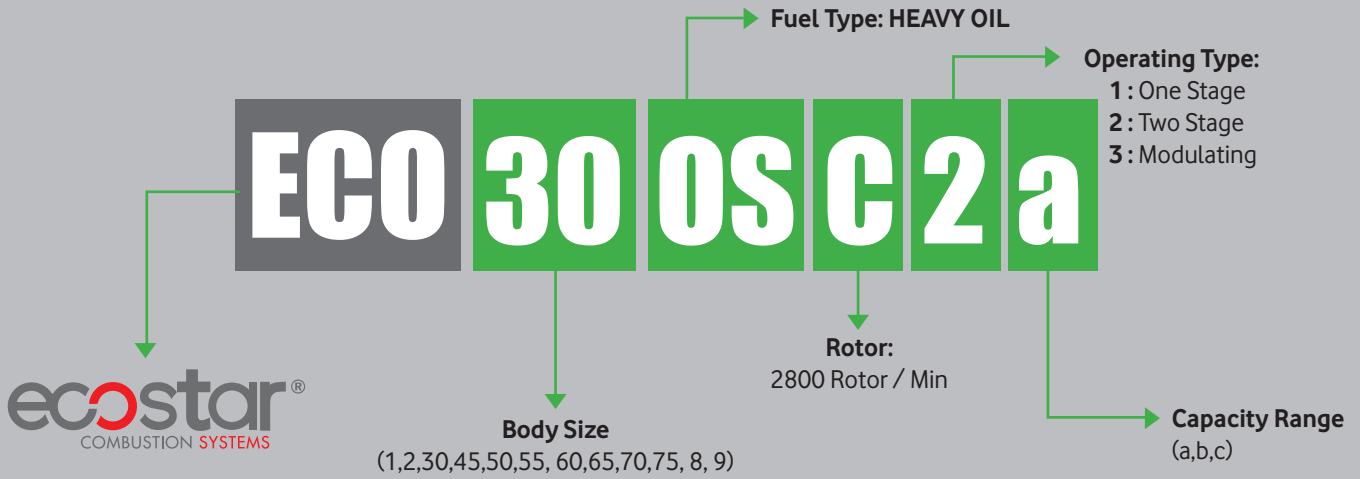 Fuel Type: HEAVY OIL
Operating Type:
1 : One Stage
2 : Two Stage
3 : Modulating
ECO 30 OS C 2 a
Rotor:
2800 Rotor / Min
ecostar®
COMBUSTION SYSTEMS
Body Size
(1,2,30,45,50,55, 60,65,70,75, 8, 9)
Capacity Range
(a,b,c)